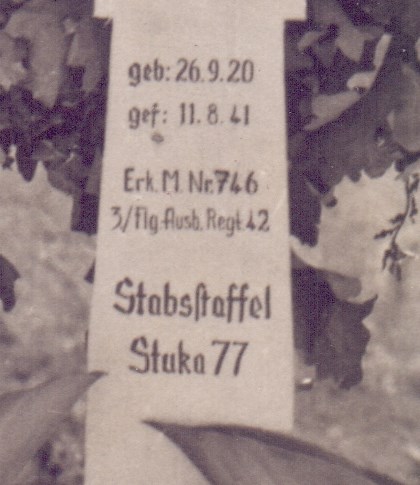 geb: 26.9.20
gef: 11.8.41
Erk. M. Nr. 746
3/Flg.Ausb.Regt.42
Stabsſtaffel
Stuka 77